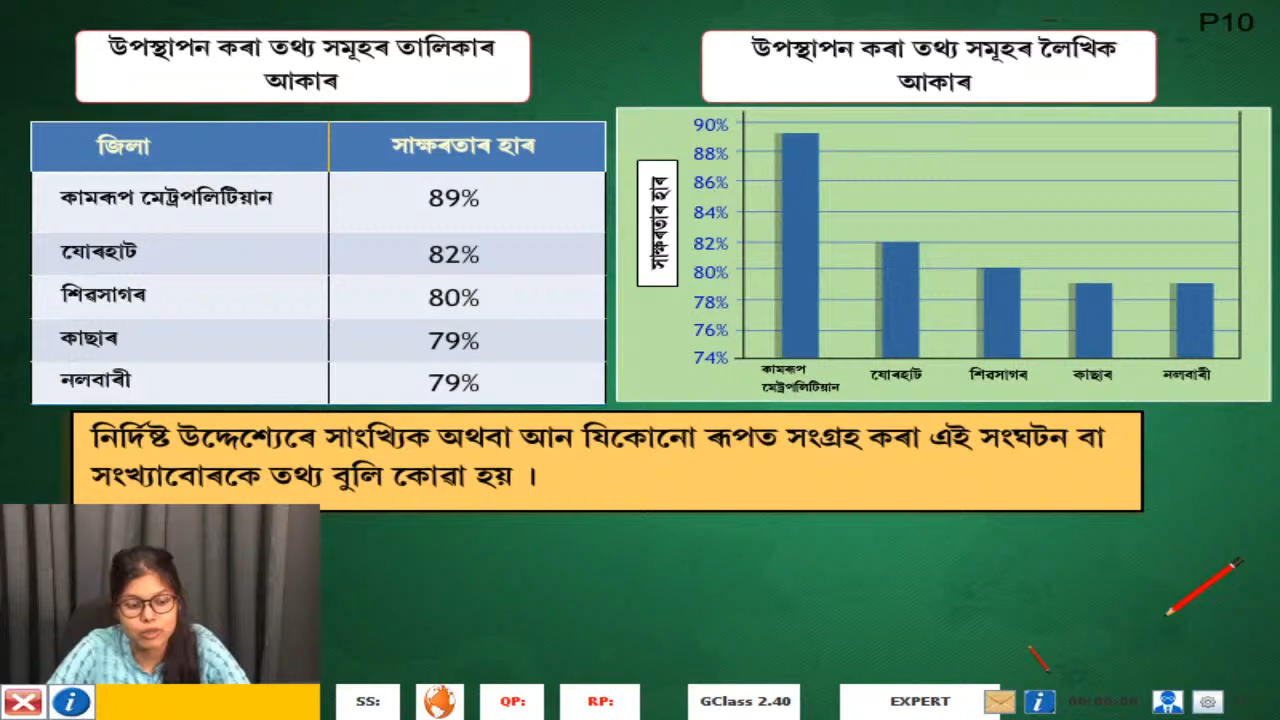 P10
উপস্থাপন কৰা তথ্য সমূহৰ তালিকাৰ
আকাৰ
জিলা
সাক্ষৰতাৰ হাৰ
কামৰূপ মেট্ৰপলিটিয়ান
89%
যোৰহাট
82%
শিৱসাগৰ
80%
কাছাৰ
79%
নলবাৰী
79%
উপস্থাপন কৰা তথ্য সমূহৰ লৈখিক
আকাৰ
সাক্ষৰতাৰ হাৰ
90%
88%
86%
84%
82%
80%
78%
76%
74%
কামৰূপ
মেট্ৰপলিটিয়ান
যোৰহাট
শিৱসাগৰ
কাছাৰ
নলবাৰী
নিৰ্দিষ্ট উদ্দেশ্যেৰে সাংখ্যিক অথবা আন যিকোনো ৰূপত সংগ্ৰহ কৰা এই সংঘটন বা
সংখ্যাবোৰকে তথ্য বুলি কোৱা হয় ।
SS:
QP:
RP:
GClass 2.40
EXPERT